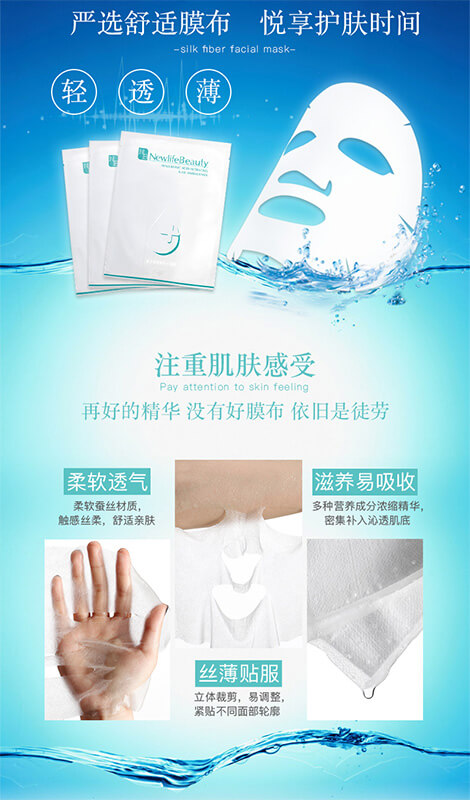 严选舒适膜布 悦享护肤时间
–silk fiber facial mask–
轻 透 薄
NewlifeBeauty
注重肌肤感受
Pay attention to skin feeling
再好的精华 没有好膜布 依旧是徒劳
柔软透气
柔软蚕丝材质,
触感丝柔，舒适亲肤
滋养易吸收
多种营养成分浓缩精华,
密集补入沁透肌底
丝薄贴服
立体裁剪，易调整,
紧贴不同面部轮廓